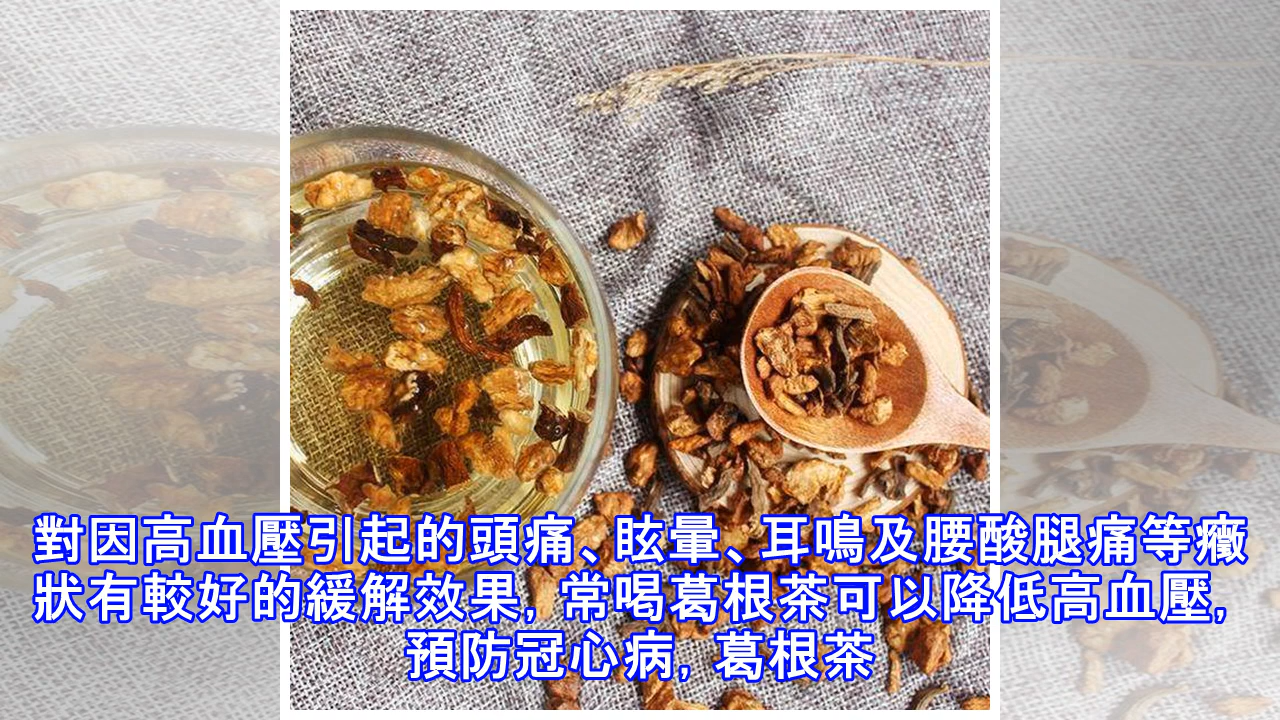 對因高血壓引起的頭痛、眩暈、耳鳴及腰酸腿痛等癥
狀有較好的緩解效果, 常喝葛根茶可以降低高血壓,
預防冠心病, 葛根茶